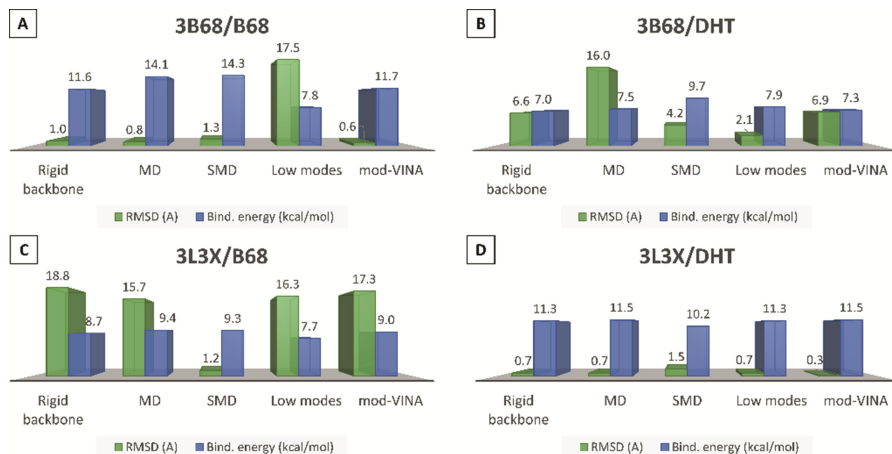 A
3B68/B68
17.5
14.1
14.3
11.6
11.7
7.8
1.0
0.8
1.3
0.6
Rigid backbone
MD
SMD
Low modes
mod-VINA
RMSD (A)
Bind. energy (kcal/mol)
B
3B68/DHT
16.0
9.7
6.6
7.0
7.5
7.9
6.9
7.3
4.2
2.1
Rigid backbone
MD
SMD
Low modes
mod-VINA
RMSD (A)
Bind. energy (kcal/mol)
C
3L3X/B68
18.8
15.7
16.3
17.3
8.7
9.4
9.3
7.7
9.0
1.2
Rigid backbone
MD
SMD
Low modes
mod-VINA
RMSD (A)
Bind. energy (kcal/mol)
D
3L3X/DHT
11.3
11.5
10.2
11.3
11.5
0.7
0.7
1.5
0.7
0.3
Rigid backbone
MD
SMD
Low modes
mod-VINA
RMSD (A)
Bind. energy (kcal/mol)